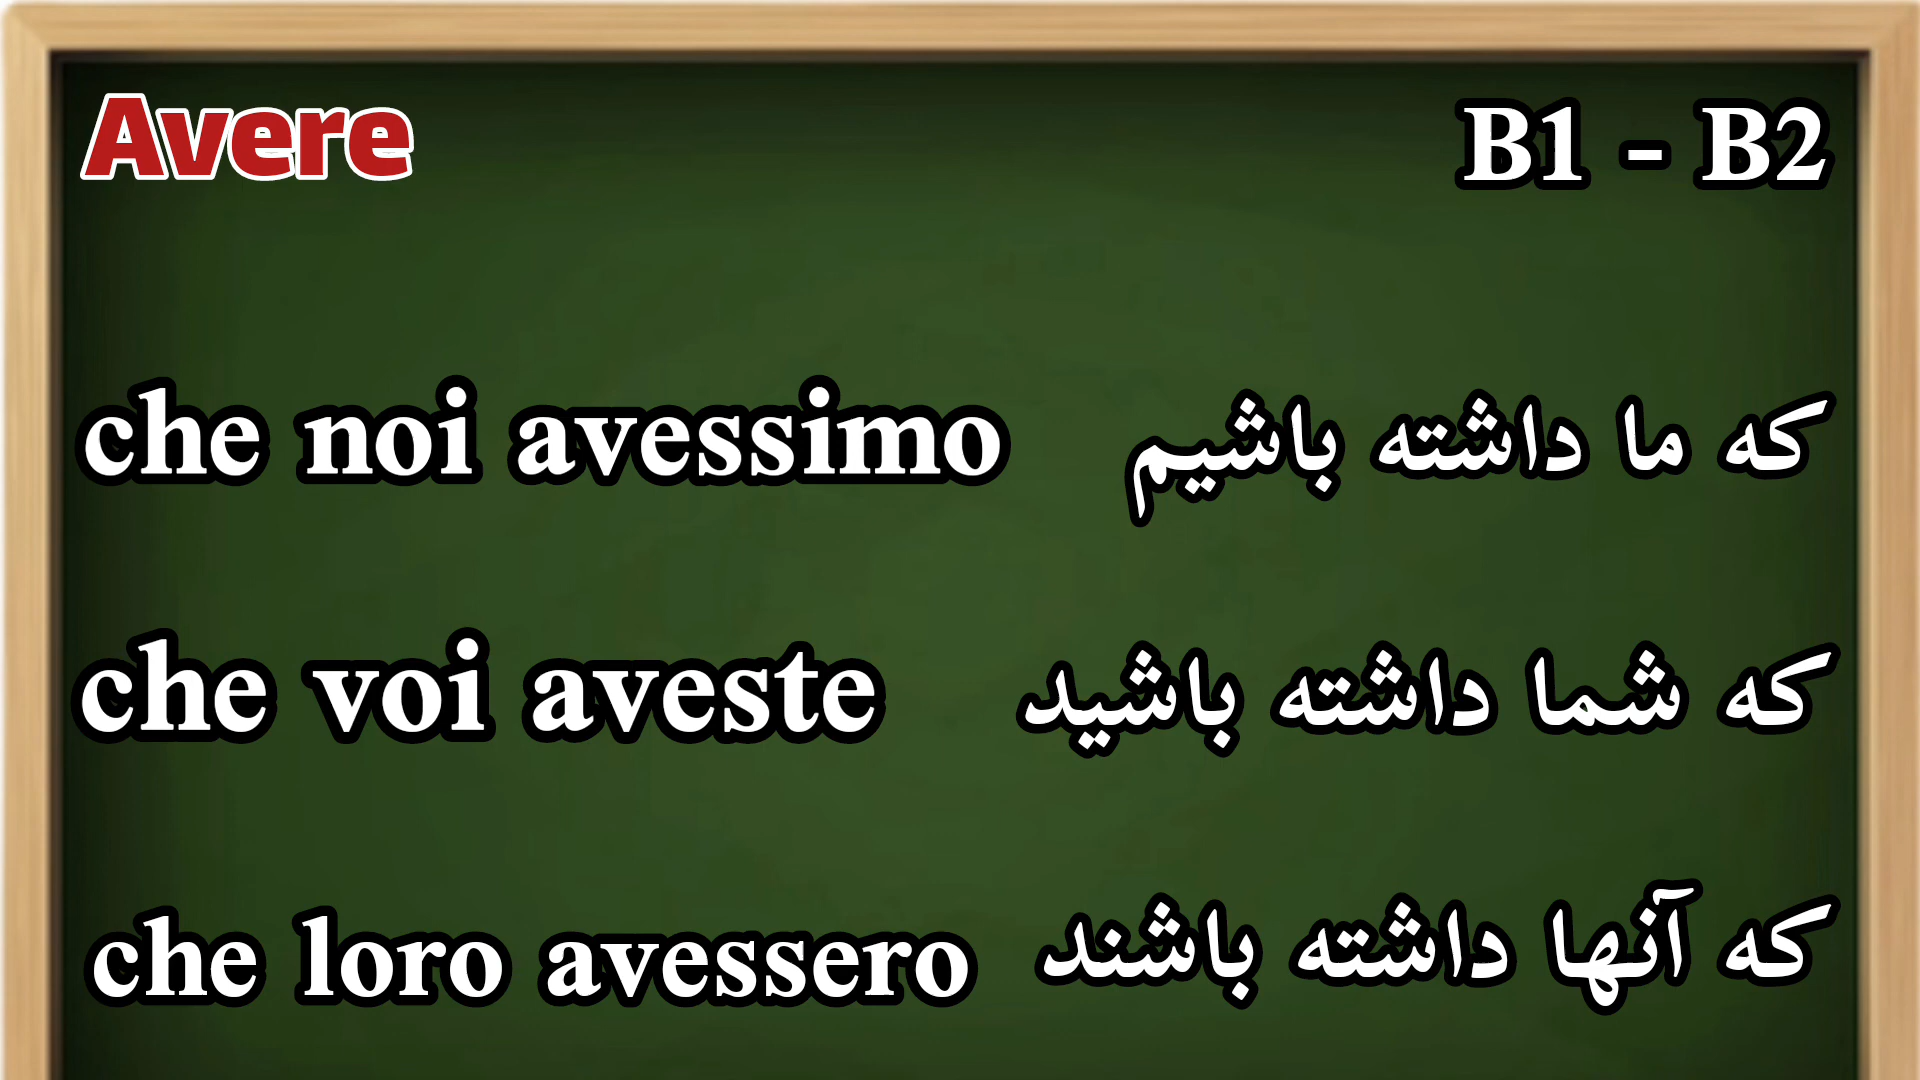 Avere
B1 - B2
che noi avessimo
که ما داشته باشیم
che voi aveste
که شما داشته باشید
che loro avessero
که آنها داشته باشند